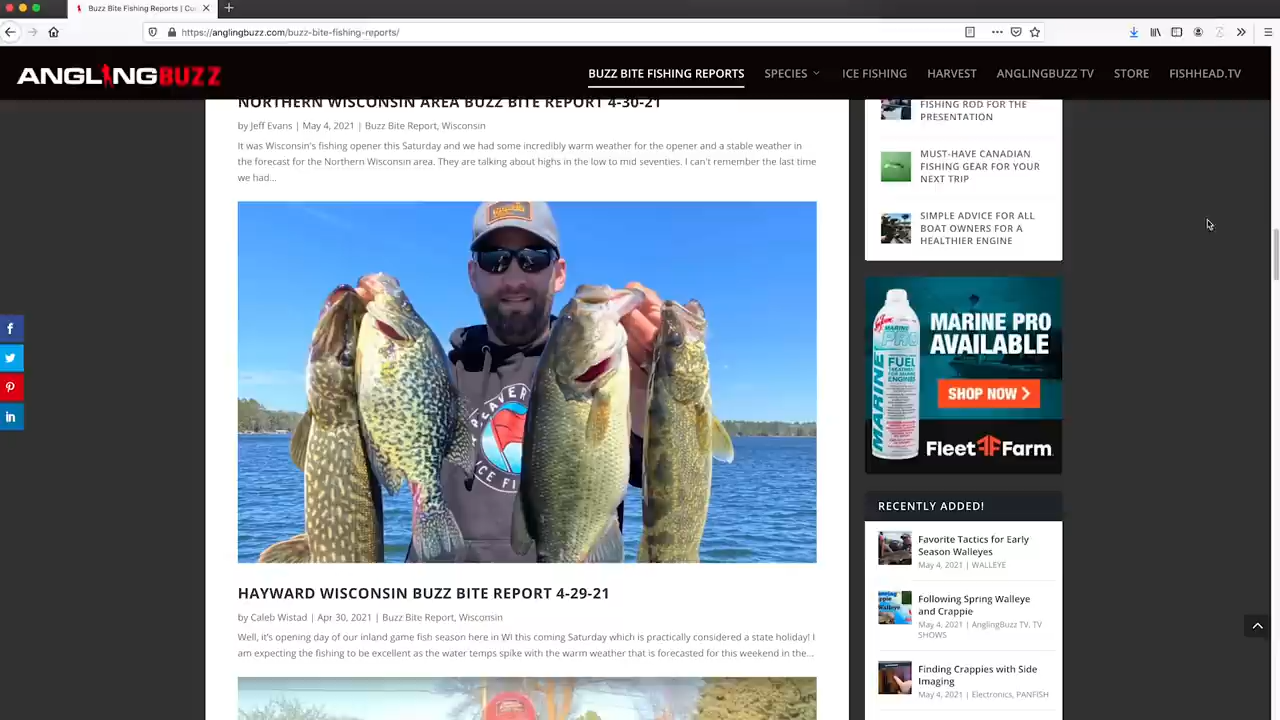 Buzz Bite Fishing Reports | Cu
https://anglingbuzz.com/buzz-bite-fishing-reports/
ANGLINGBUZZ
BUZZ BITE FISHING REPORTS
SPECIES
ICE FISHING
HARVEST
ANGLINGBUZZ TV
STORE
FISHHEAD.TV
NORTHERN WISCONSIN AREA BUZZ BITE REPORT 4-30-21
by Jeff Evans | May 4, 2021 | Buzz Bite Report, Wisconsin
It was Wisconsin's fishing opener this Saturday and we had some incredibly warm weather for the opener and a stable weather in
the forecast for the Northern Wisconsin area. They are talking about highs in the low to mid seventies. I can't remember the last time
we had...
HAYWARD WISCONSIN BUZZ BITE REPORT 4-29-21
by Caleb Wistad | Apr 30, 2021 | Buzz Bite Report, Wisconsin
Well, it's opening day of our inland game fish season here in WI this coming Saturday which is practically considered a state holiday! I
am expecting the fishing to be excellent as the water temps spike with the warm weather that is forecasted for this weekend in the...
FISHING ROD FOR THE
PRESENTATION
MUST-HAVE CANADIAN
FISHING GEAR FOR YOUR
NEXT TRIP
SIMPLE ADVICE FOR ALL
BOAT OWNERS FOR A
HEALTHIER ENGINE
MARINE PRO
AVAILABLE
SHOP NOW
MARINE
PRO
FUEL
MARINE
Fleet Farm
RECENTLY ADDED!
Favorite Tactics for Early
Season Walleyes
May 4, 2021 | WALLEYE
Following Spring Walleye
and Crappie
May 4, 2021 | AnglingBuzz TV, TV
SHOWS
Finding Crappies with Side
Imaging
May 4, 2021 | Electronics, PANFISH